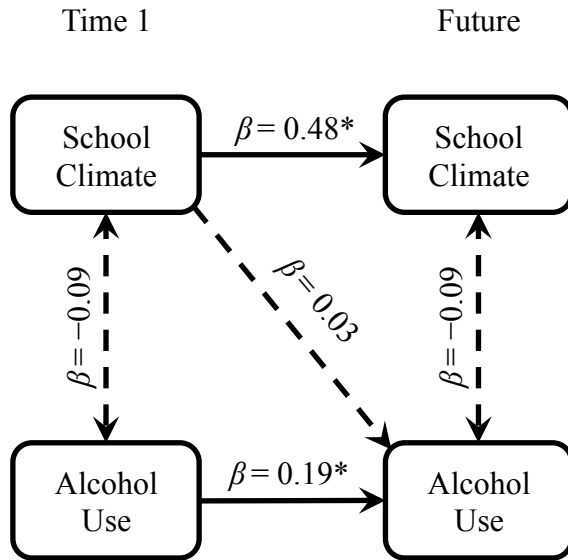 Time 1
Future
School
Climate
β = 0.48*
School
Climate
β = −0.09
β = 0.03
β = −0.09
Alcohol
Use
β = 0.19*
Alcohol
Use